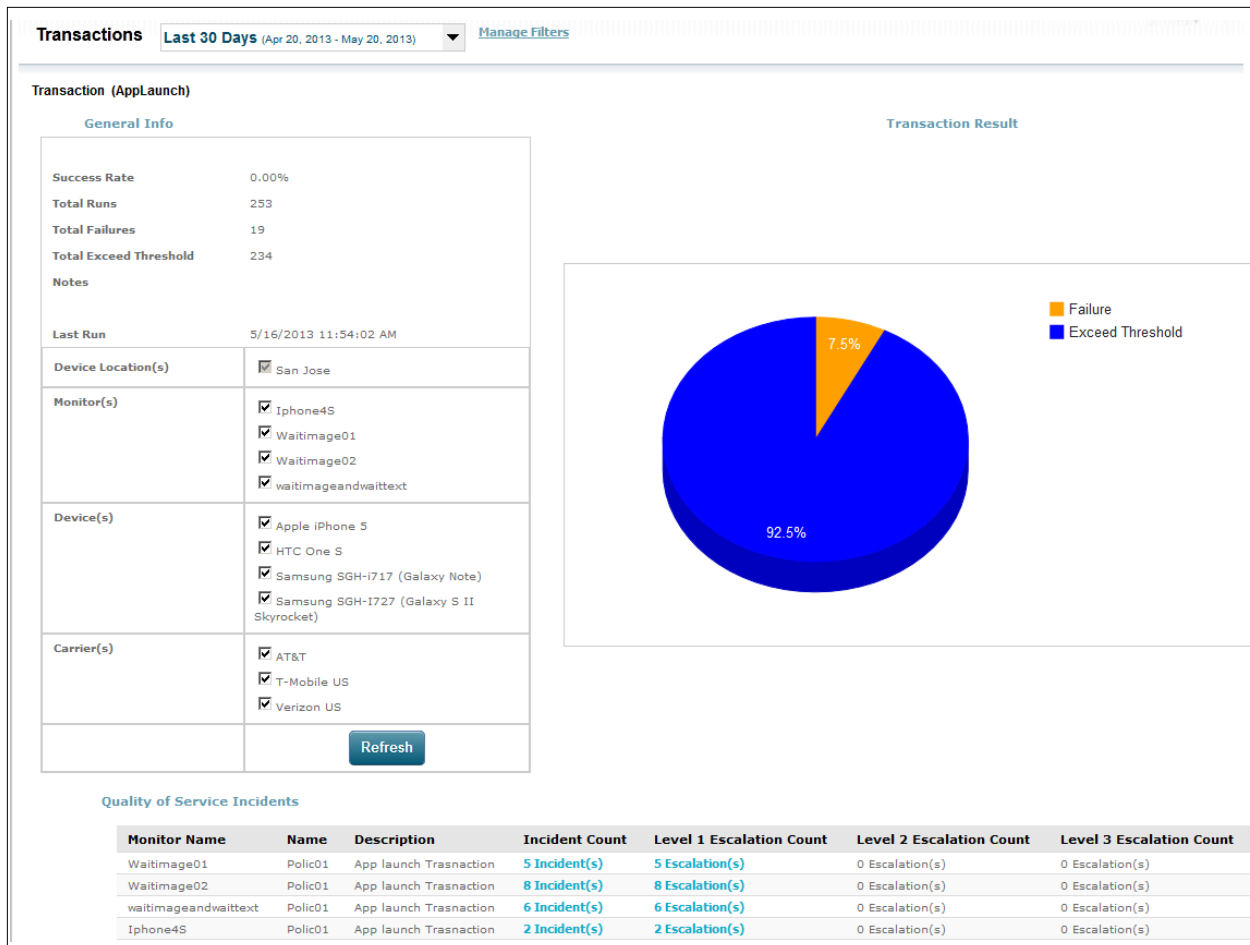 Transactions Last 30 Days (Apr 20, 2013 - May 20, 2013) Manage Filters
Transaction (AppLaunch)
General Info
Success Rate 0.00%
Total Runs 253
Total Failures 19
Total Exceed Threshold 234
Notes
Last Run 5/16/2013 11:54:02 AM
Device Location(s) San Jose
Monitor(s) Iphone4S
Waitimage01
Waitimage02
waitimageandwaittext
Device(s) Apple iPhone 5
HTC One S
Samsung SGH-i717 (Galaxy Note)
Samsung SGH-I727 (Galaxy S II
Skyrocket)
Carrier(s) AT&T
T-Mobile US
Verizon US
Refresh
Transaction Result
Failure
Exceed Threshold
7.5%
92.5%
Quality of Service Incidents
Monitor Name Name Description Incident Count Level 1 Escalation Count Level 2 Escalation Count Level 3 Escalation Count
Waitimage01 Polic01 App launch Trasnaction 5 Incident(s) 5 Escalation(s) 0 Escalation(s) 0 Escalation(s)
Waitimage02 Polic01 App launch Trasnaction 8 Incident(s) 8 Escalation(s) 0 Escalation(s) 0 Escalation(s)
waitimageandwaittext Polic01 App launch Trasnaction 6 Incident(s) 6 Escalation(s) 0 Escalation(s) 0 Escalation(s)
Iphone4S Polic01 App launch Trasnaction 2 Incident(s) 2 Escalation(s) 0 Escalation(s) 0 Escalation(s)